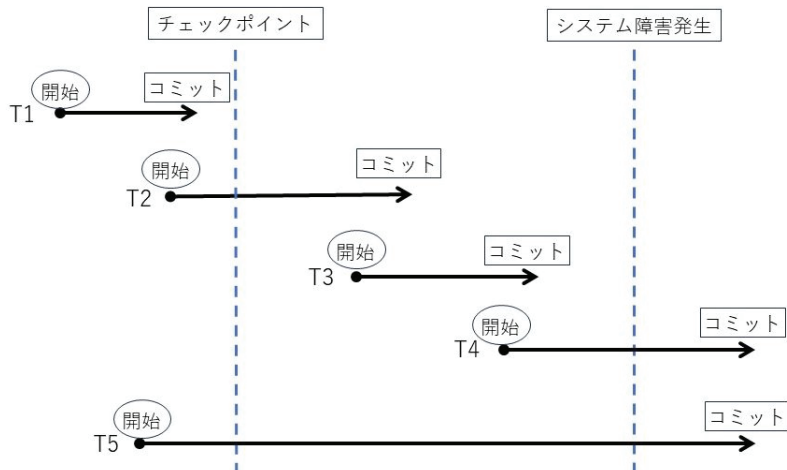 チェックポイント
システム障害発生
開始
コミット
T1
開始
コミット
T2
開始
コミット
T3
開始
コミット
T4
開始
コミット
T5